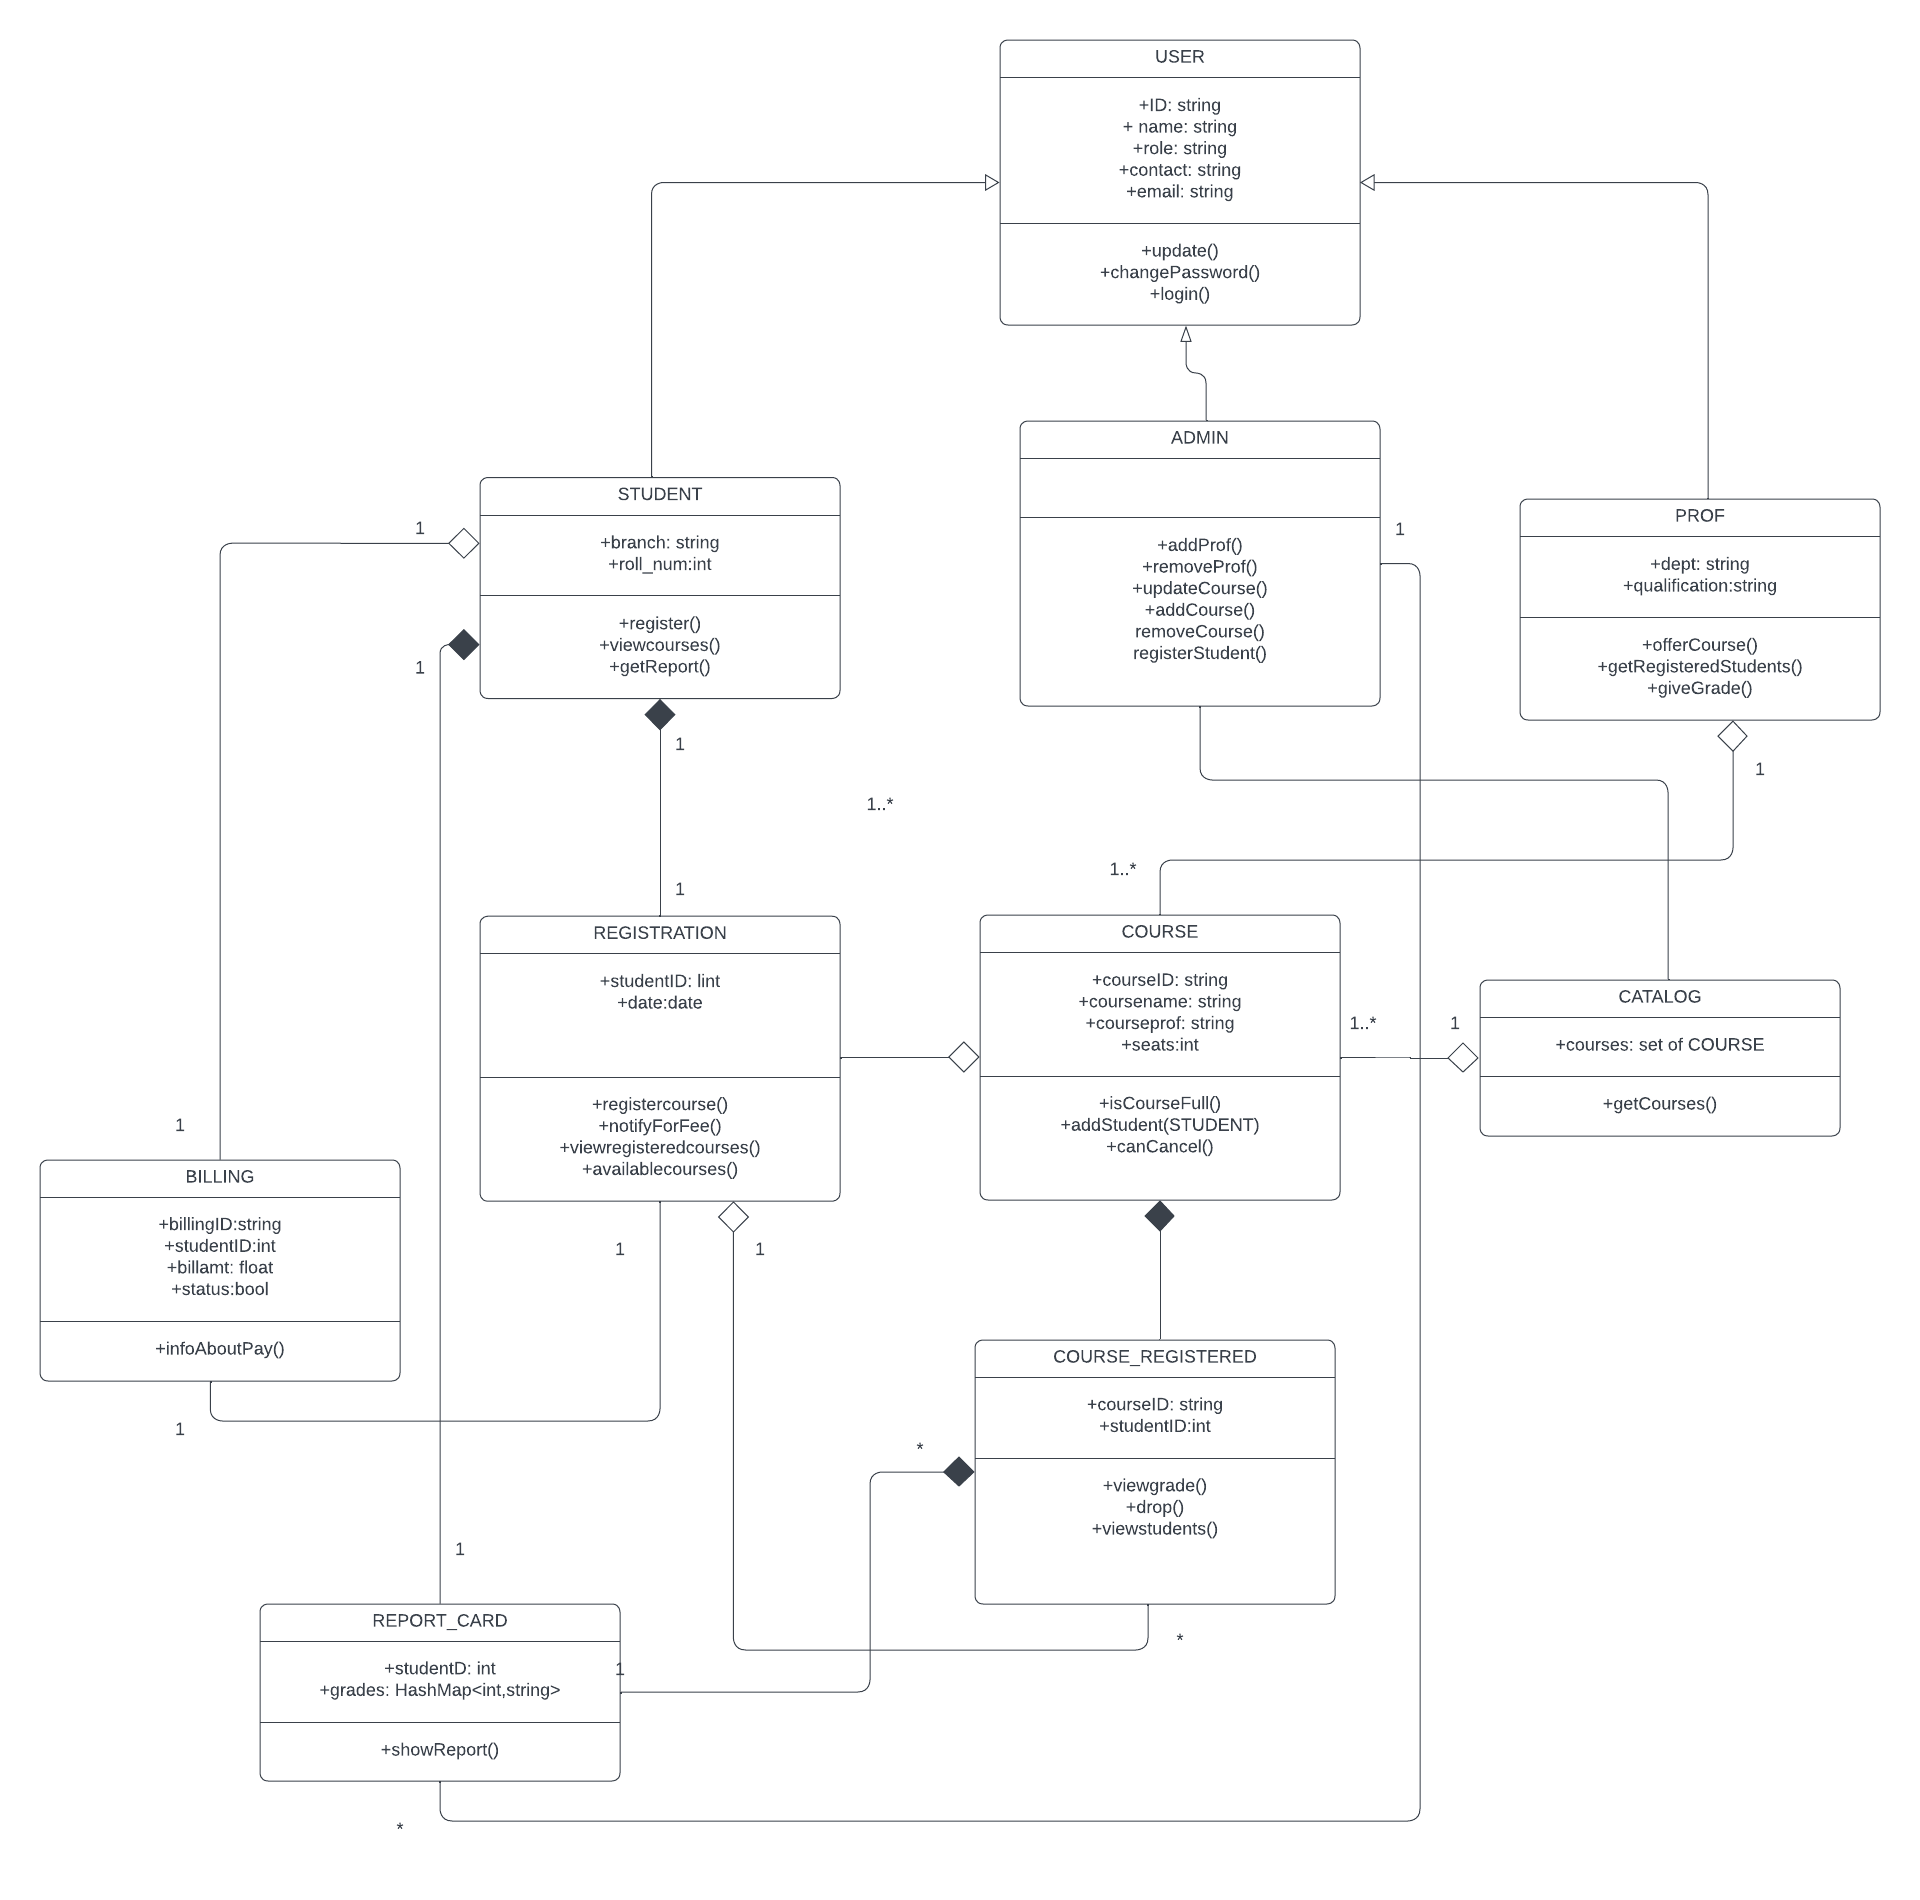 USER
+ID: string
+ name: string
+role: string
+contact: string
+email: string
+update()
+changePassword()
+login()
ADMIN
+addProf()
+removeProf()
+updateCourse()
+addCourse()
removeCourse()
registerStudent()
1
STUDENT
+branch: string
+roll_num:int
+register()
+viewcourses()
+getReport()
1
1
1
PROF
+dept: string
+qualification:string
+offerCourse()
+getRegisteredStudents()
+giveGrade()
1
1..*
1..*
1
REGISTRATION
+studentID: lint
+date:date
+registercourse()
+notifyForFee()
+viewregisteredcourses()
+availablecourses()
1
1
COURSE
+courseID: string
+coursename: string
+courseprof: string
+seats:int
+isCourseFull()
+addStudent(STUDENT)
+canCancel()
1..*
1
CATALOG
+courses: set of COURSE
+getCourses()
1
BILLING
+billingID:string
+studentID:int
+billamt: float
+status:bool
+infoAboutPay()
1
COURSE_REGISTERED
+courseID: string
+studentID:int
+viewgrade()
+drop()
+viewstudents()
*
*
1
REPORT_CARD
+studentD: int
+grades: HashMap<int,string>
+showReport()
1
*